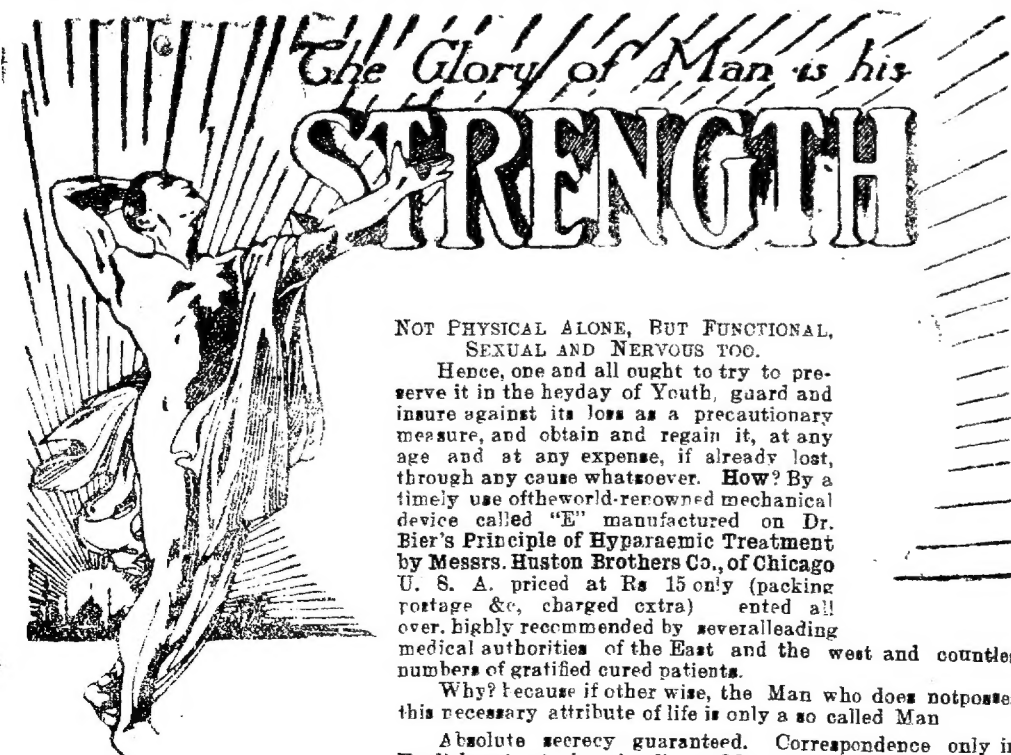 The Glory of Man is his
STRENGTH
NOT PHYSICAL ALONE, BUT FUNCTIONAL,
SEXUAL AND NERVOUS TOO.
Hence, one and all ought to try to pre-
serve it in the heyday of Youth, guard and
insure against its loss as a precautionary
measure, and obtain and regain it, at any
age and at any expense, if already lost,
through any cause whatsoever. How? By a
timely use oftheworld-renowned mechanical
device called "E" manufactured on Dr.
Bier's Principle of Hyparaemic Treatment
by Messrs. Huston Brothers Co., of Chicago
U. S. A. priced at Rs 15 only (packing
postage &c, charged extra) ented all
over. highly recommended by severalleading
medical authorities of the East and the west and countle
numbers of gratified cured patients.
Why? because if other wise, the Man who does notposse
this necessary attribute of life is only a so called Man
Absolute secrecy guaranteed. Correspondence only in